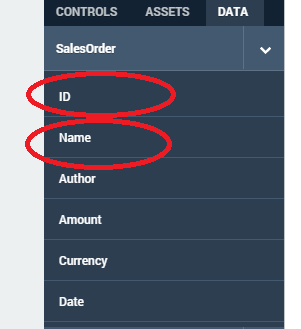 CONTROLS ASSETS DATA
SalesOrder
ID
Name
Author
Amount
Currency
Date